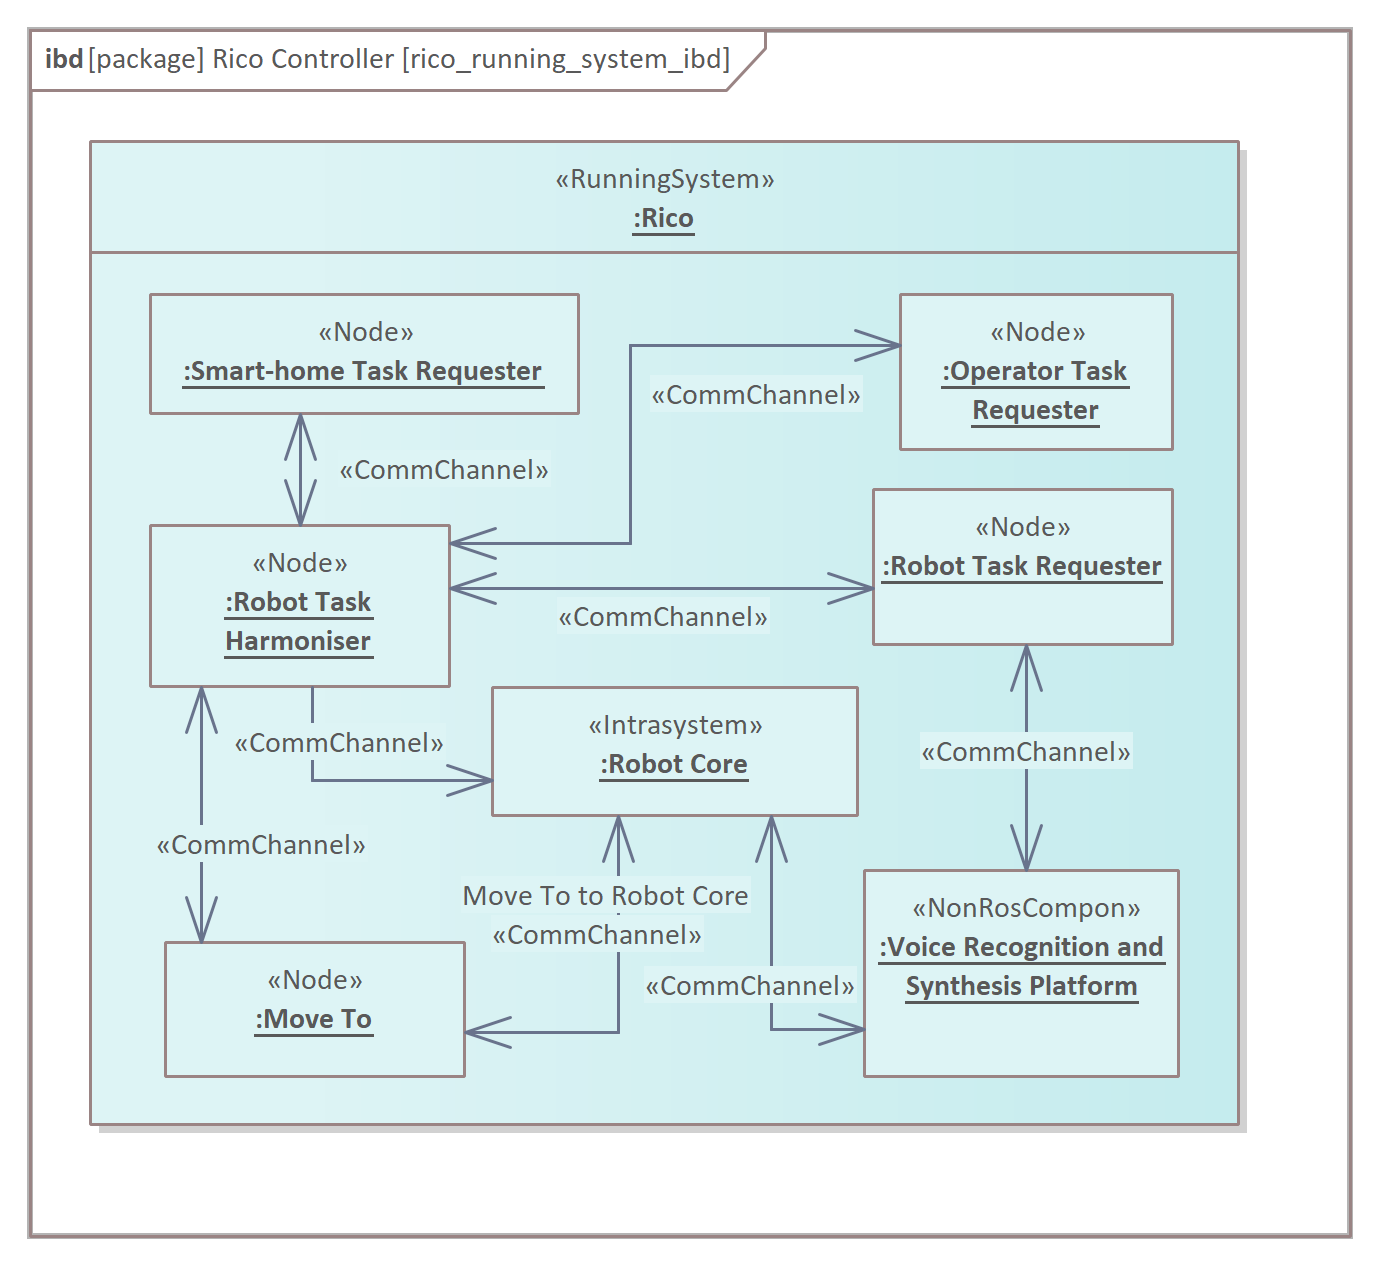 ibd [package] Rico Controller [rico_running_system_ibd]
«RunningSystem»
:Rico
«Node»
:Smart-home Task Requester
«Node»
:Operator Task
Requester
«CommChannel»
«CommChannel»
«Node»
:Robot Task Requester
«Node»
:Robot Task
Harmoniser
«CommChannel»
«Intrasystem»
:Robot Core
«CommChannel»
«CommChannel»
«CommChannel»
Move To to Robot Core
«CommChannel»
«NonRosCompon»
:Voice Recognition and
Synthesis Platform
«CommChannel»
«Node»
:Move To